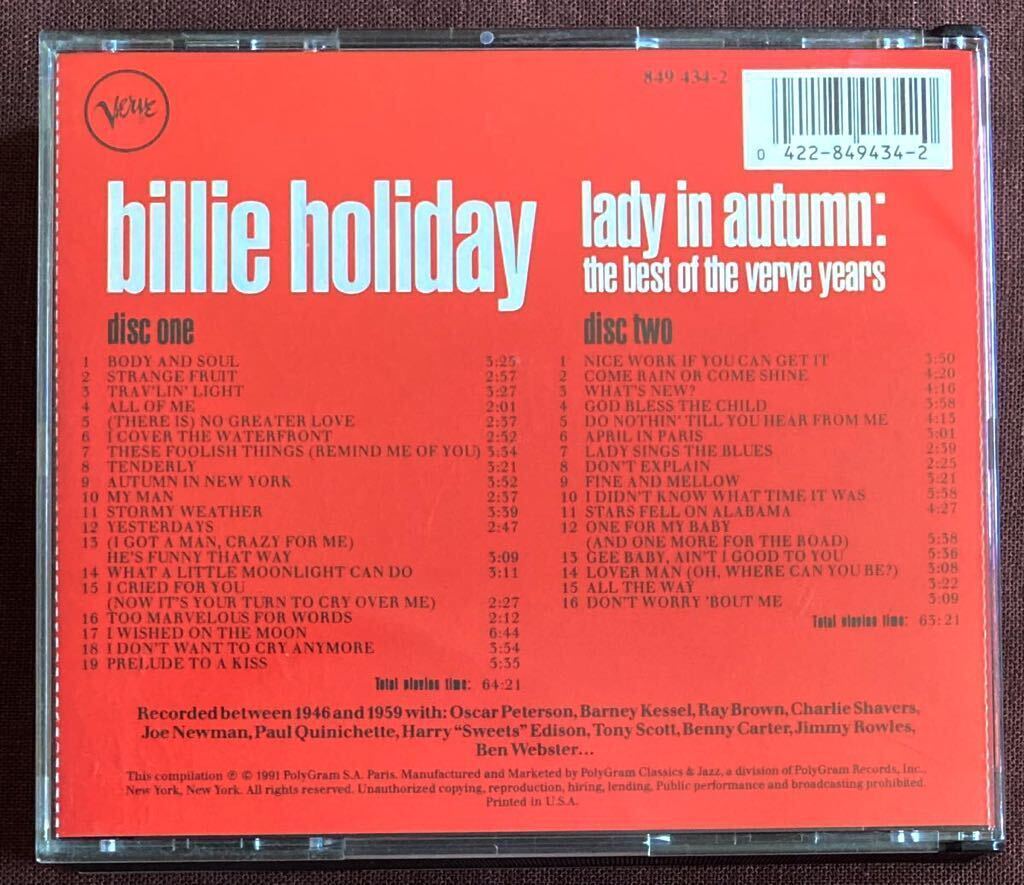 Verve
849 434-2
0 422-849434-2
billie holiday
lady in autumn:
the best of the verve years
disc one
1 BODY AND SOUL 3:25
2 STRANGE FRUIT 2:57
3 TRAV'LIN' LIGHT 3:27
4 ALL OF ME 2:01
5 (THERE IS) NO GREATER LOVE 2:37
6 I COVER THE WATERFRONT 2:52
7 THESE FOOLISH THINGS (REMIND ME OF YOU) 3:34
8 TENDERLY 3:21
9 AUTUMN IN NEW YORK 3:52
10 MY MAN 2:37
11 STORMY WEATHER 3:39
12 YESTERDAYS 2:47
13 (I GOT A MAN, CRAZY FOR ME)
HE'S FUNNY THAT WAY 3:09
14 WHAT A LITTLE MOONLIGHT CAN DO 3:11
15 I CRIED FOR YOU
(NOW IT'S YOUR TURN TO CRY OVER ME) 2:27
16 TOO MARVELOUS FOR WORDS 2:12
17 I WISHED ON THE MOON 6:44
18 I DON'T WANT TO CRY ANYMORE 3:54
19 PRELUDE TO A KISS 5:35
Total playing time: 64:21
disc two
1 NICE WORK IF YOU CAN GET IT 3:50
2 COME RAIN OR COME SHINE 4:20
3 WHAT'S NEW? 4:16
4 GOD BLESS THE CHILD 3:58
5 DO NOTHIN' TILL YOU HEAR FROM ME 4:13
6 APRIL IN PARIS 3:01
7 LADY SINGS THE BLUES 2:39
8 DON'T EXPLAIN 2:25
9 FINE AND MELLOW 3:21
10 I DIDN'T KNOW WHAT TIME IT WAS 5:58
11 STARS FELL ON ALABAMA 4:27
12 ONE FOR MY BABY
(AND ONE MORE FOR THE ROAD) 5:38
13 GEE BABY, AIN'T I GOOD TO YOU 5:36
14 LOVER MAN (OH, WHERE CAN YOU BE?) 3:08
15 ALL THE WAY 3:22
16 DON'T WORRY 'BOUT ME 3:09
Total playing time: 63:21
Recorded between 1946 and 1959 with: Oscar Peterson, Barney Kessel, Ray Brown, Charlie Shavers,
Joe Newman, Paul Quinichette, Harry "Sweets" Edison, Tony Scott, Benny Carter, Jimmy Rowles,
Ben Webster...
This compilation ℗ © 1991 PolyGram S.A. Paris. Manufactured and Marketed by PolyGram Classics & Jazz, a division of PolyGram Records, Inc.,
New York, New York. All rights reserved. Unauthorized copying, reproduction, hiring, lending, Public performance and broadcasting prohibited.
Printed in U.S.A.